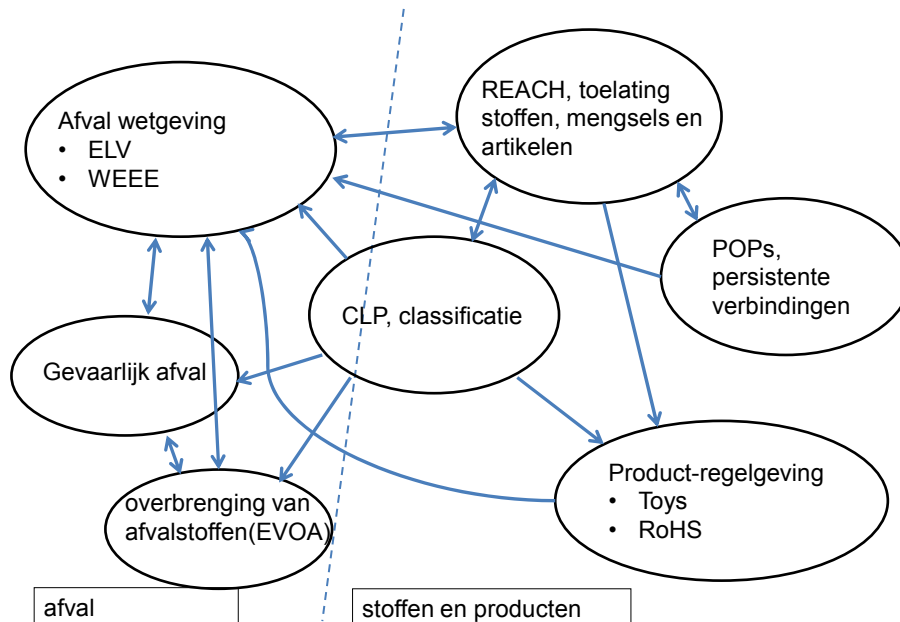 Afval wetgeving
• ELV
• WEEE
REACH, toelating
stoffen, mengsels en
artikelen
POPs,
persistente
verbindingen
CLP, classificatie
Gevaarlijk afval
Product-regelgeving
• Toys
• RoHS
overbrenging van
afvalstoffen(EVOA)
afval
stoffen en producten